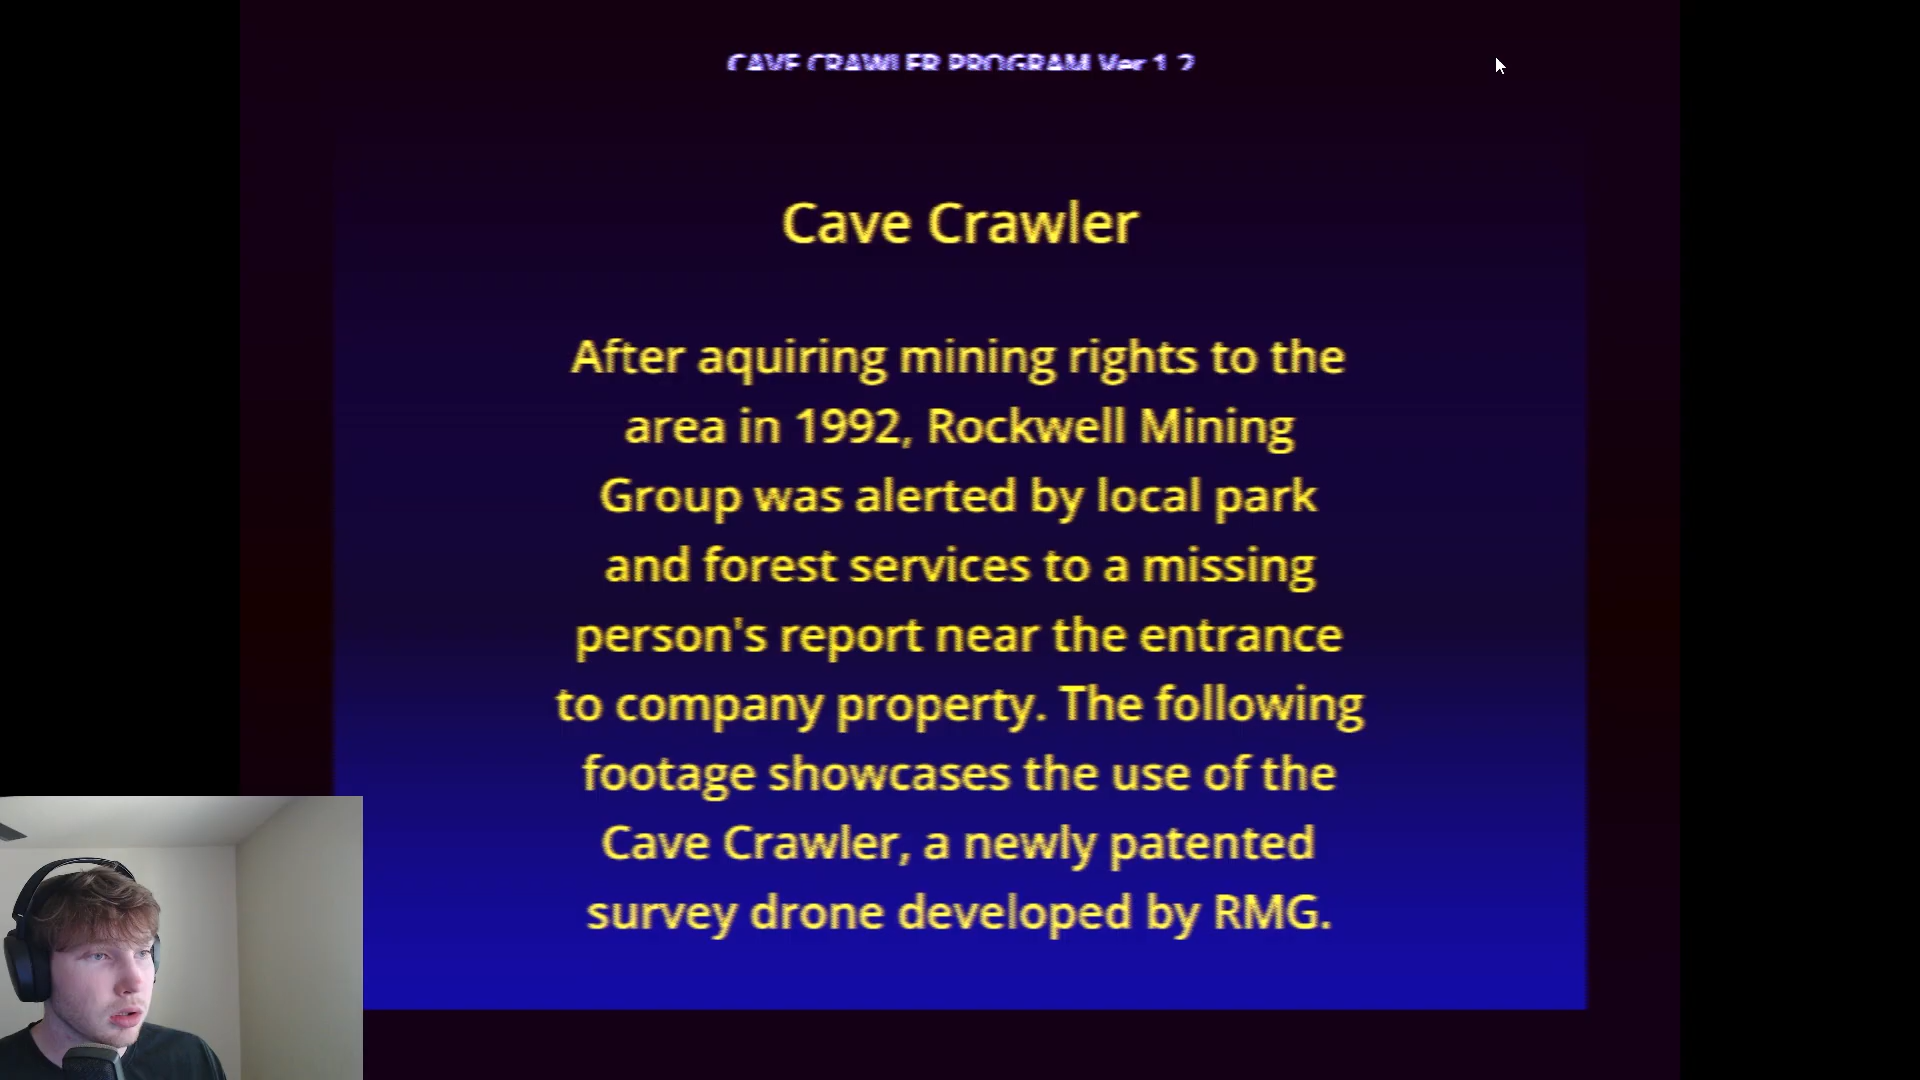 CAVE CRAWLER PROGRAM Ver 1.2
Cave Crawler
After aquiring mining rights to the
area in 1992, Rockwell Mining
Group was alerted by local park
and forest services to a missing
person's report near the entrance
to company property. The following
footage showcases the use of the
Cave Crawler, a newly patented
survey drone developed by RMG.